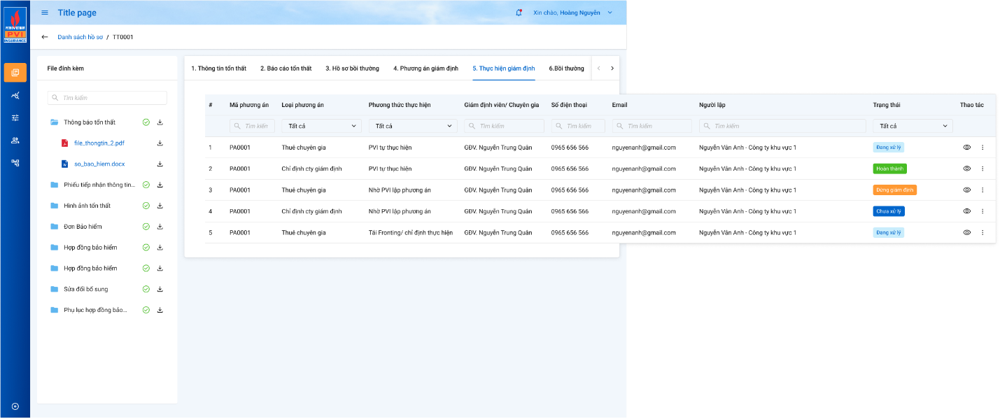 PETROVIETNAM
PVI
INSURANCE
Title page
Xin chào, Hoàng Nguyễn
Danh sách hồ sơ / TT0001
File đính kèm
Tìm kiếm
Thông báo tổn thất
file_thongtin_2.pdf
so_bao_hiem.docx
Phiếu tiếp nhận thông tin...
Hình ảnh tổn thất
Đơn Bảo hiểm
Hợp đồng bảo hiểm
Hợp đồng bảo hiểm
Sửa đổi bổ sung
Phụ lục hợp đồng bảo...
1. Thông tin tổn thất 2. Báo cáo tổn thất 3. Hồ sơ bồi thường 4. Phương án giám định 5. Thực hiện giám định 6.Bồi thường
# Mã phương án Loại phương án Phương thức thực hiện Giám định viên/ Chuyên gia Số điện thoại Email Người lập Trạng thái Thao tác
Tìm kiếm Tất cả Tất cả Tìm kiếm Tìm kiếm Tìm kiếm Tìm kiếm Tất cả
1 PA0001 Thuê chuyên gia PVI tự thực hiện GĐV. Nguyễn Trung Quân 0965 656 566 nguyenanh@gmail.com Nguyễn Vân Anh - Công ty khu vực 1 Đang xử lý
2 PA0001 Chỉ định cty giám định PVI tự thực hiện GĐV. Nguyễn Trung Quân 0965 656 566 nguyenanh@gmail.com Nguyễn Vân Anh - Công ty khu vực 1 Hoàn thành
3 PA0001 Thuê chuyên gia Nhờ PVI lập phương án GĐV. Nguyễn Trung Quân 0965 656 566 nguyenanh@gmail.com Nguyễn Vân Anh - Công ty khu vực 1 Dừng giám định
4 PA0001 Chỉ định cty giám định Nhờ PVI lập phương án GĐV. Nguyễn Trung Quân 0965 656 566 nguyenanh@gmail.com Nguyễn Vân Anh - Công ty khu vực 1 Chưa xử lý
5 PA0001 Thuê chuyên gia Tái Fronting/ chỉ định thực hiện GĐV. Nguyễn Trung Quân 0965 656 566 nguyenanh@gmail.com Nguyễn Vân Anh - Công ty khu vực 1 Đang xử lý